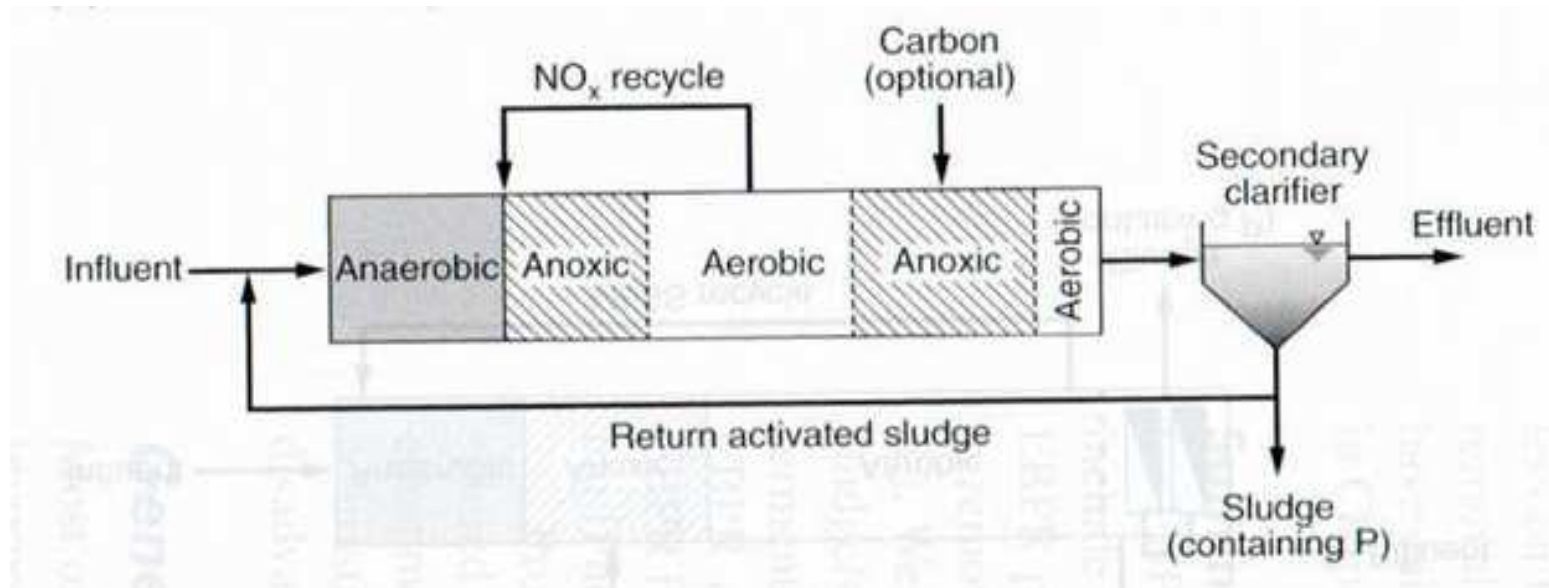 Carbon
(optional)
NOx recycle
Secondary
clarifier
Influent
Anaerobic
Anoxic
Aerobic
Anoxic
Aerobic
Effluent
Return activated sludge
Sludge
(containing P)